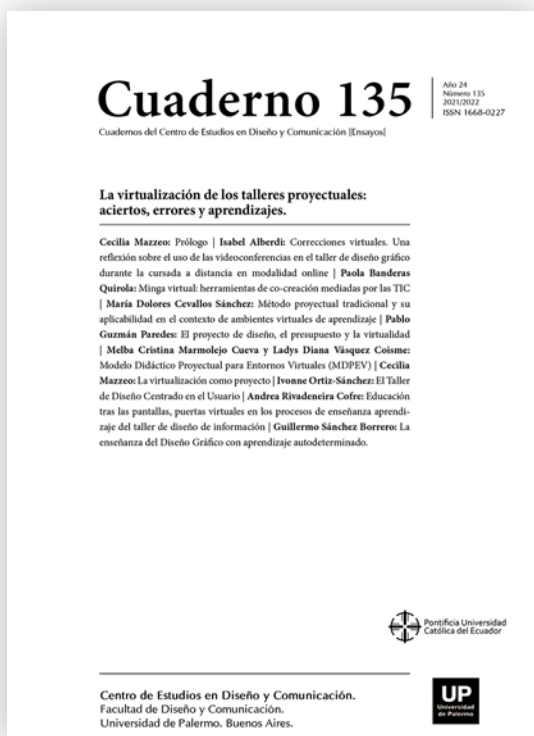 Cuaderno 135
Año 24
Número 135
2021/2022
ISSN 1668-0227
Cuadernos del Centro de Estudios en Diseño y Comunicación [Ensayos]
La virtualización de los talleres proyectuales:
aciertos, errores y aprendizajes.
Cecilia Mazzeo: Prólogo | Isabel Alberdi: Correcciones virtuales. Una
reflexión sobre el uso de las videoconferencias en el taller de diseño gráfico
durante la cursada a distancia en modalidad online | Paola Banderas
Quirola: Minga virtual: herramientas de co-creación mediadas por las TIC
| María Dolores Cevallos Sánchez: Método proyectual tradicional y su
aplicabilidad en el contexto de ambientes virtuales de aprendizaje | Pablo
Guzmán Paredes: El proyecto de diseño, el presupuesto y la virtualidad
| Melba Cristina Marmolejo Cueva y Ladys Diana Vásquez Coisme:
Modelo Didáctico Proyectual para Entornos Virtuales (MDPEV) | Cecilia
Mazzeo: La virtualización como proyecto | Ivonne Ortiz-Sánchez: El Taller
de Diseño Centrado en el Usuario | Andrea Rivadeneira Cofre: Educación
tras las pantallas, puertas virtuales en los procesos de enseñanza aprendi-
zaje del taller de diseño de información | Guillermo Sánchez Borrero: La
enseñanza del Diseño Gráfico con aprendizaje autodeterminado.
Pontificia Universidad
Católica del Ecuador
Centro de Estudios en Diseño y Comunicación.
Facultad de Diseño y Comunicación.
Universidad de Palermo. Buenos Aires.
UP
Universidad
de Palermo